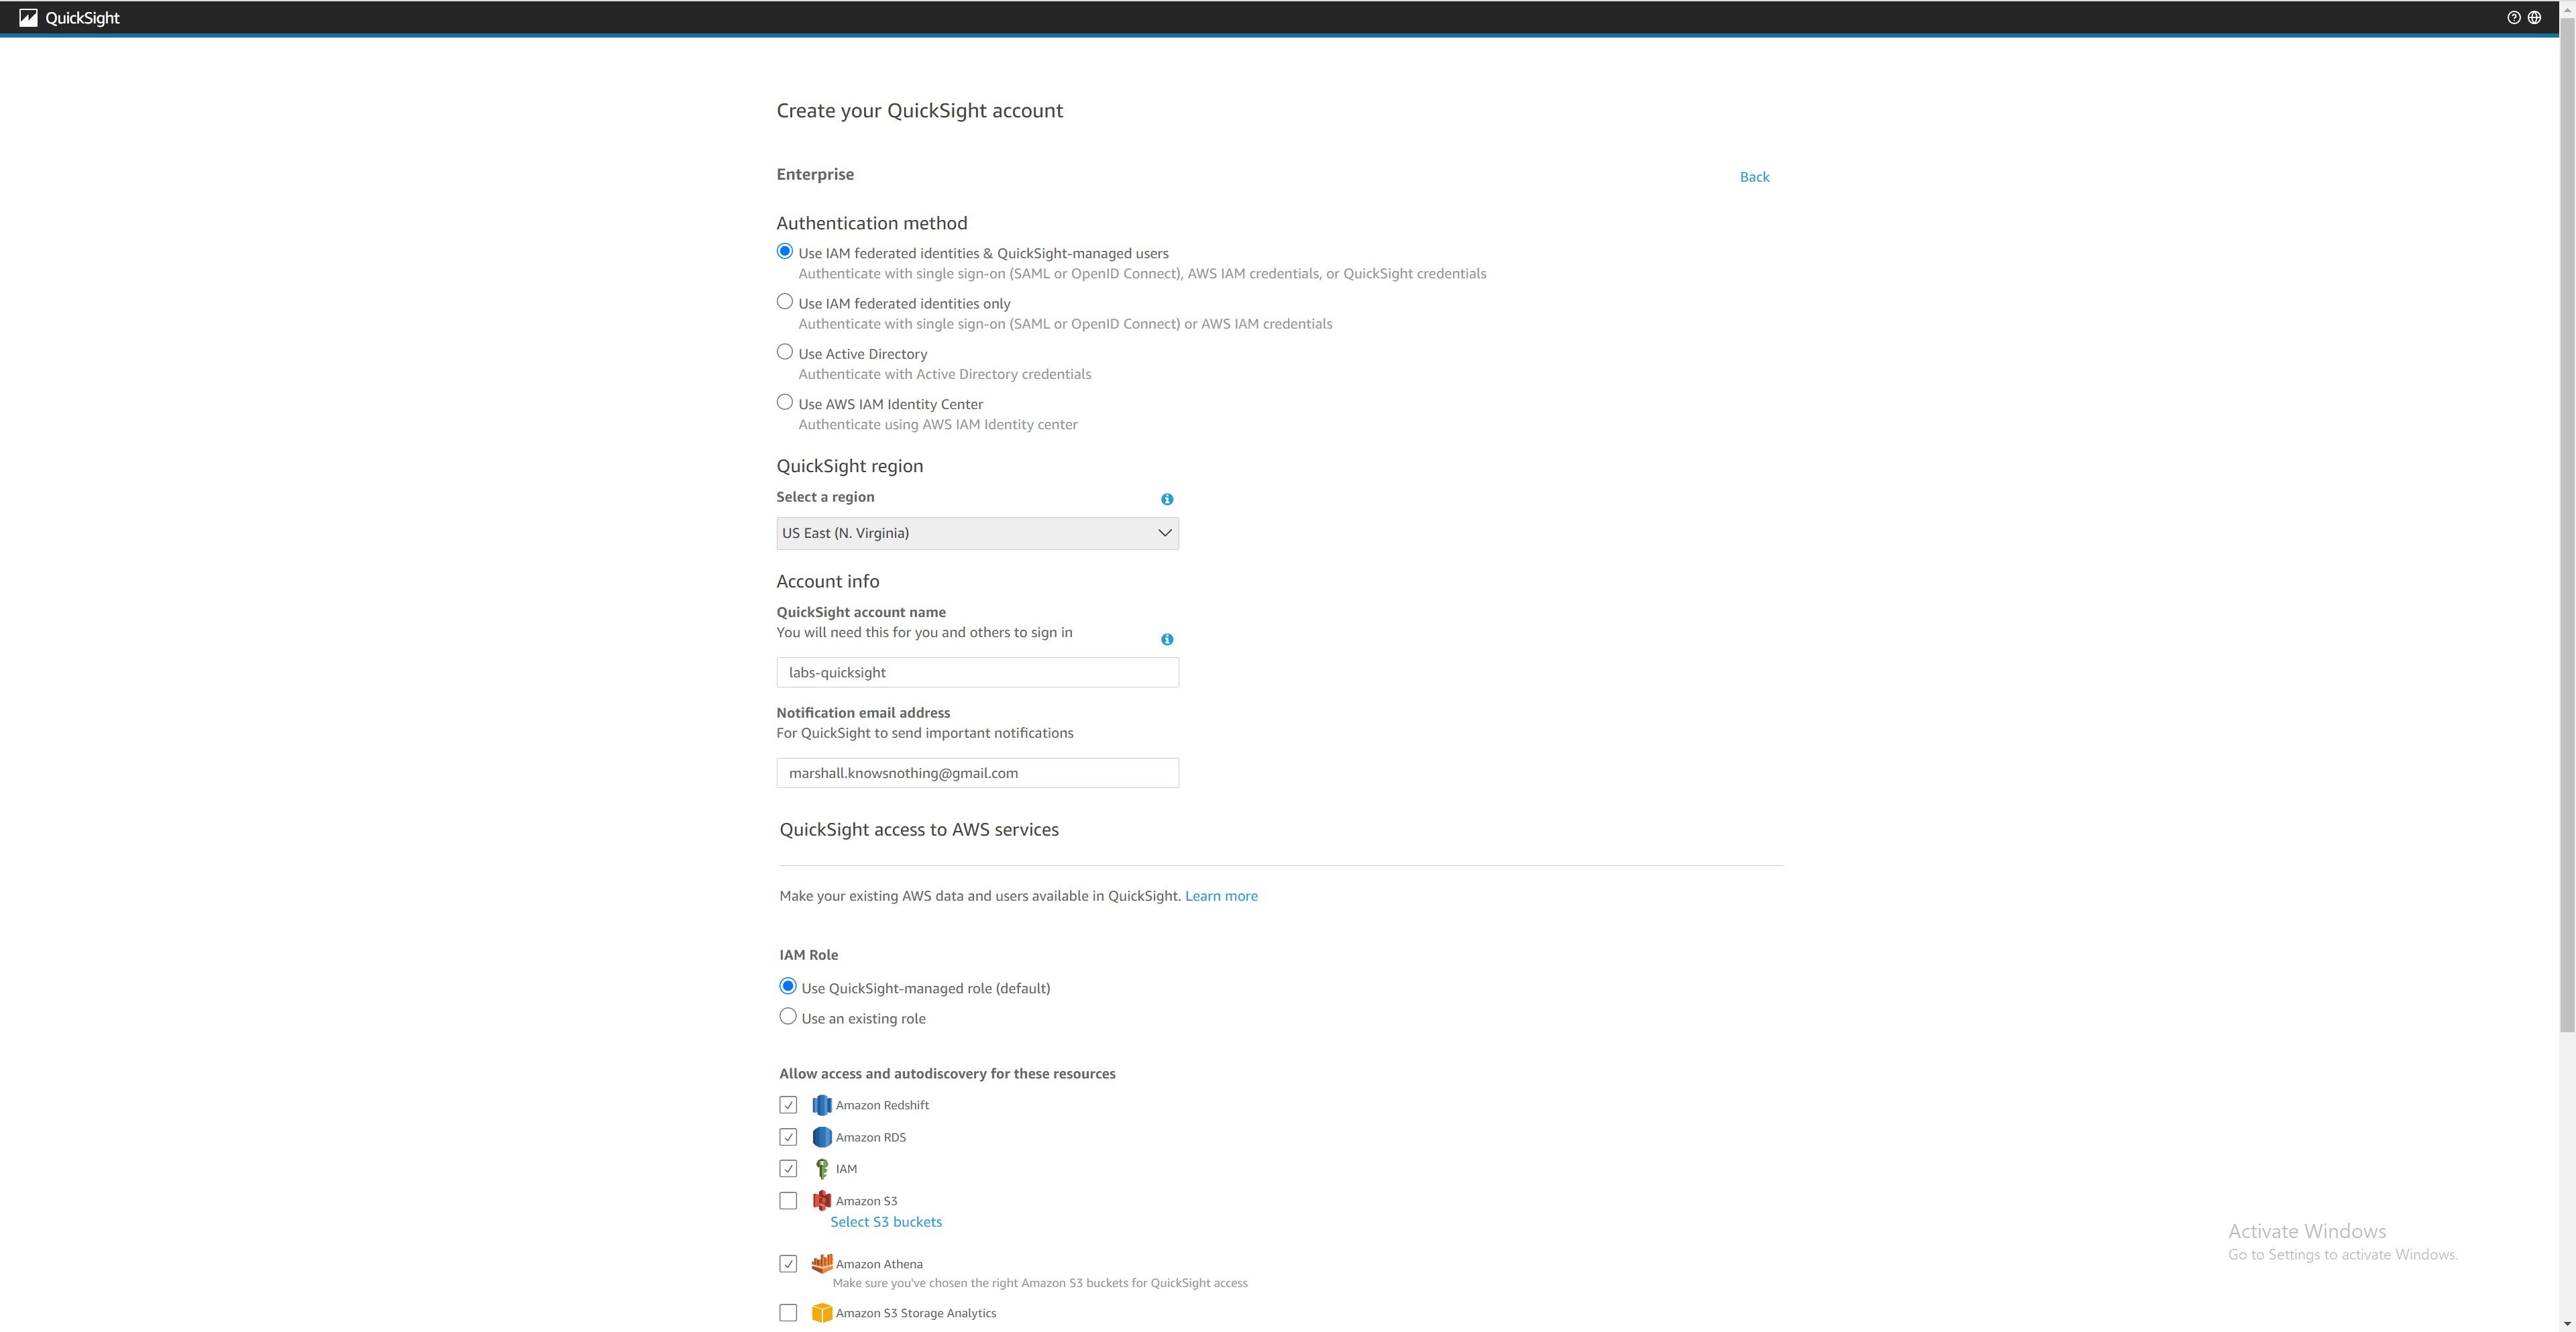 QuickSight
Create your QuickSight account
Enterprise
Back
Authentication method
Use IAM federated identities & QuickSight-managed users
Authenticate with single sign-on (SAML or OpenID Connect), AWS IAM credentials, or QuickSight credentials
Use IAM federated identities only
Authenticate with single sign-on (SAML or OpenID Connect) or AWS IAM credentials
Use Active Directory
Authenticate with Active Directory credentials
Use AWS IAM Identity Center
Authenticate using AWS IAM Identity center
QuickSight region
Select a region
US East (N. Virginia)
Account info
QuickSight account name
You will need this for you and others to sign in
labs-quicksight
Notification email address
For QuickSight to send important notifications
marshall.knowsnothing@gmail.com
QuickSight access to AWS services
Make your existing AWS data and users available in QuickSight. Learn more
IAM Role
Use QuickSight-managed role (default)
Use an existing role
Allow access and autodiscovery for these resources
Amazon Redshift
Amazon RDS
IAM
Amazon S3
Select S3 buckets
Amazon Athena
Make sure you've chosen the right Amazon S3 buckets for QuickSight access
Amazon S3 Storage Analytics
Activate Windows
Go to Settings to activate Windows.